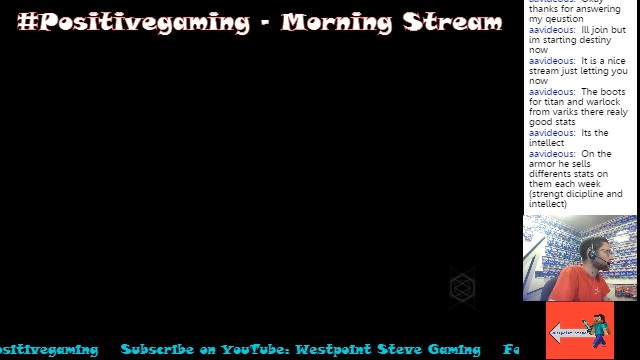 #Positivegaming - Morning Stream
thanks for answering
my qeustion
aavideous: Ill join but
im starting destiny
now
aavideous: It is a nice
stream just letting you
now
aavideous: The boots
for titan and warlock
from variks there realy
good stats
aavideous: Its the
intellect
aavideous: On the
armor he sells
differents stats on
them each week
(strengt dicipline and
intellect)
ositivegaming Subscribe on YouTube: Westpoint Steve Gaming Fo